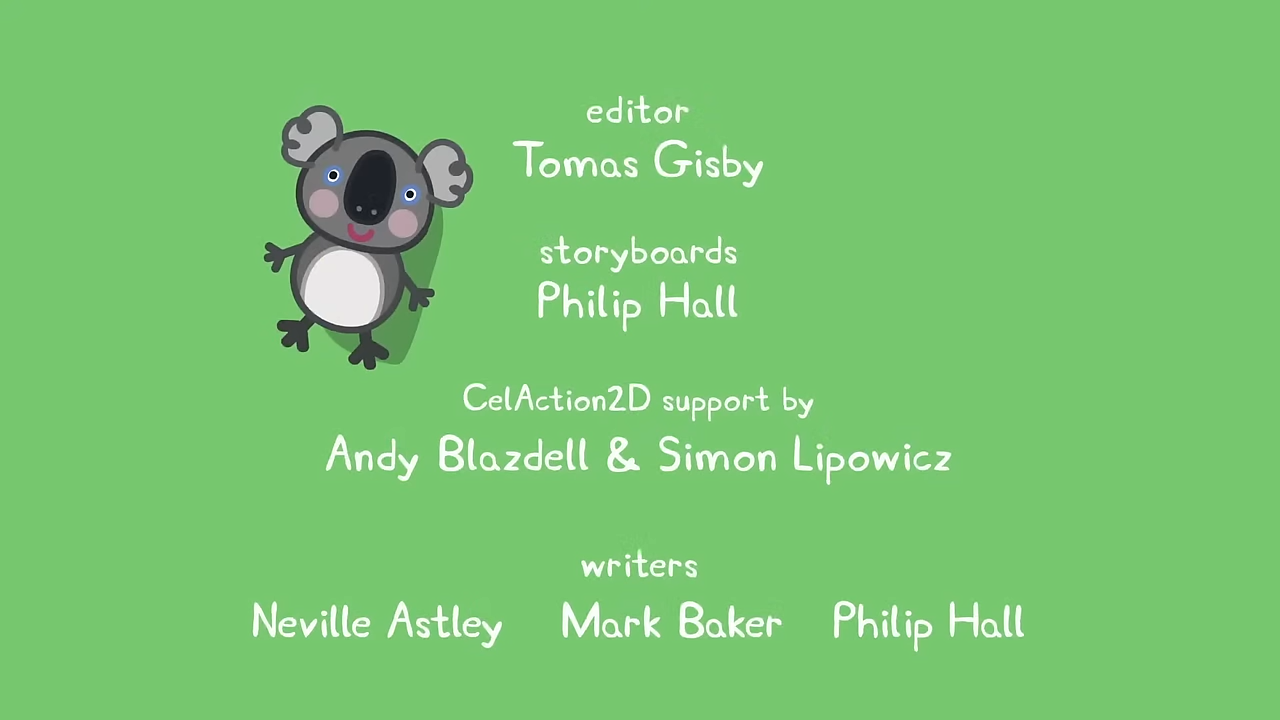 editor
Tomas Gisby
storyboards
Philip Hall
CelAction2D support by
Andy Blazdell & Simon Lipowicz
writers
Neville Astley Mark Baker Philip Hall